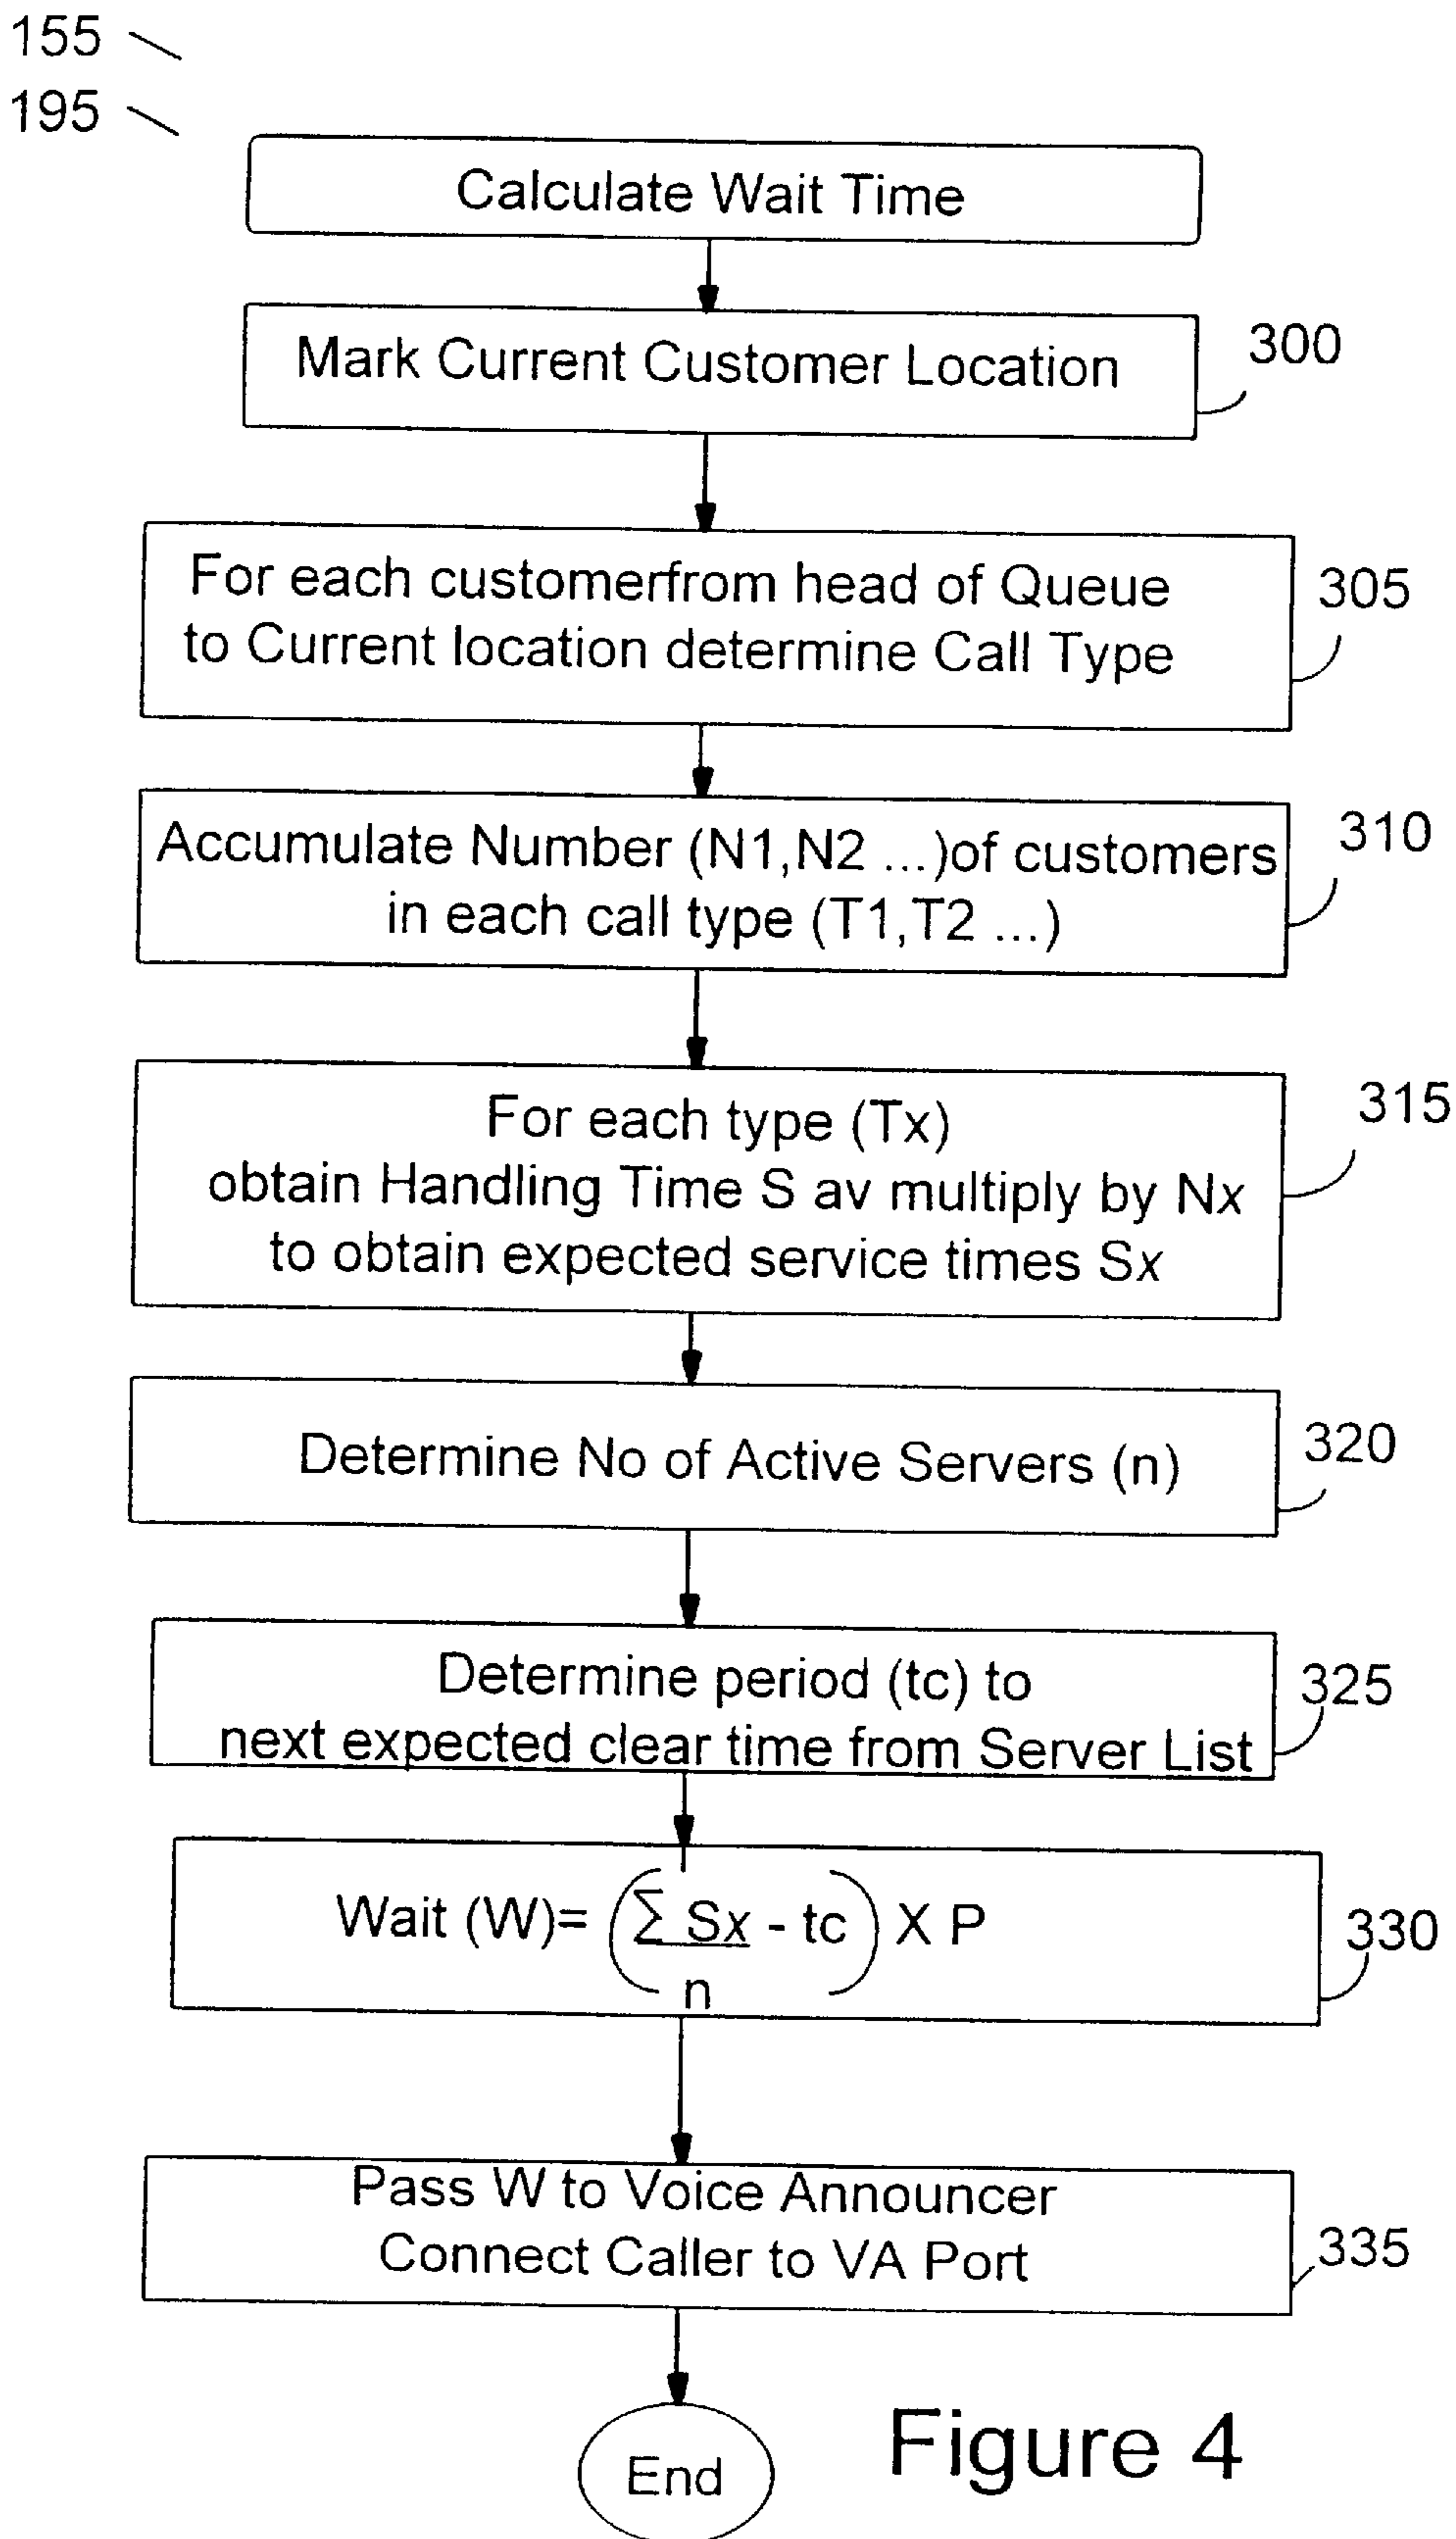 155
195
Calculate Wait Time
Mark Current Customer Location
300
For each customerfrom head of Queue
to Current location determine Call Type
305
Accumulate Number (N1,N2 ...)of customers
in each call type (T1,T2 ...)
310
For each type (Tx)
obtain Handling Time S av multiply by Nx
to obtain expected service times Sx
315
Determine No of Active Servers (n)
320
Determine period (tc) to
next expected clear time from Server List
325
Wait (W)= (∑ Sx - tc) X P
n
330
Pass W to Voice Announcer
Connect Caller to VA Port
335
End
Figure 4